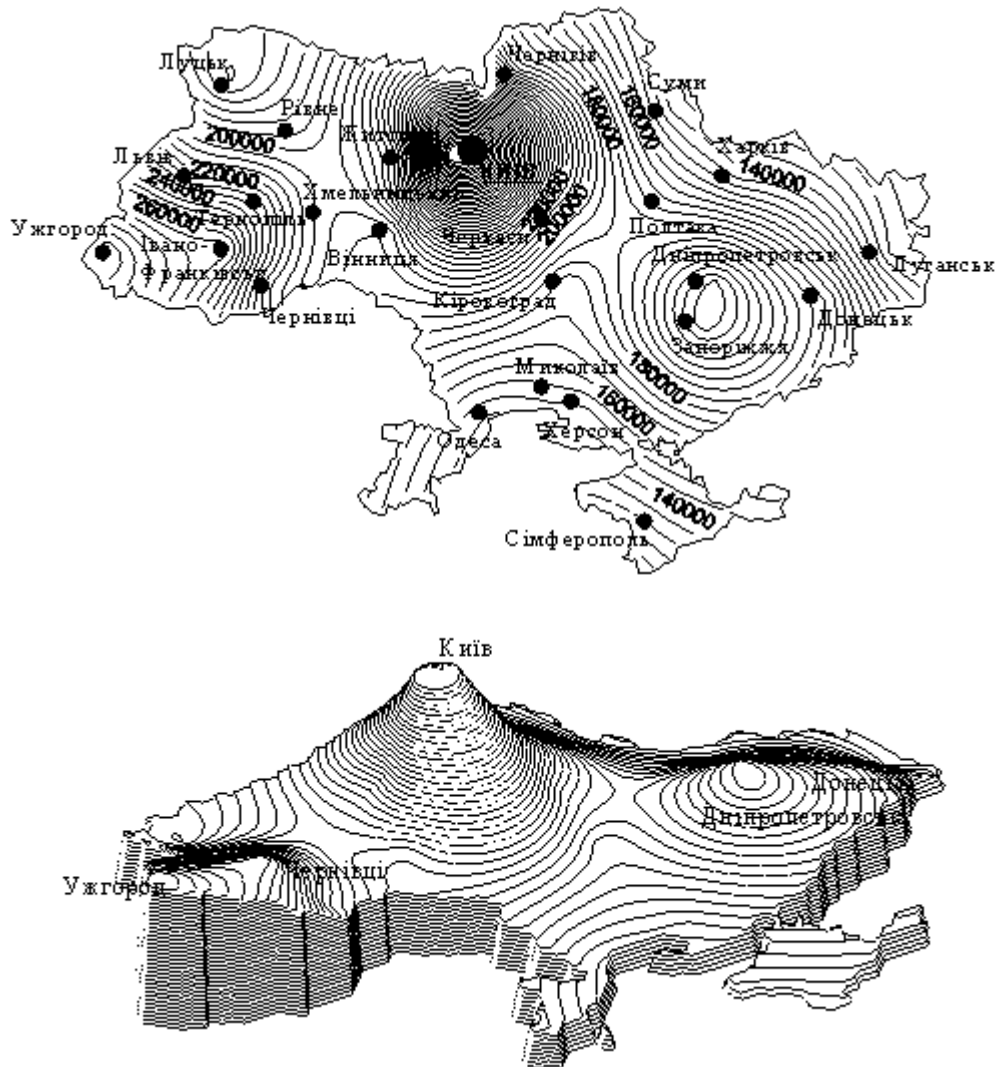 Чернігів
Луцьк
Суми
Рівне
200000
180000
160000
Харків
140000
Львів
220000
240000
260000
Хмельницький
КИЇВ
200000
Тернопіль
Ужгород
Івано-
Франківськ
Вінниця
Черкаси
Полтава
Дніпропетровськ
Луганськ
Чернівці
Кіровоград
Донецьк
Запоріжжя
Миколаїв
180000
160000
Одеса
Херсон
140000
Сімферополь
Київ
Донецьк
Дніпропетровськ
Чернівці
Ужгород